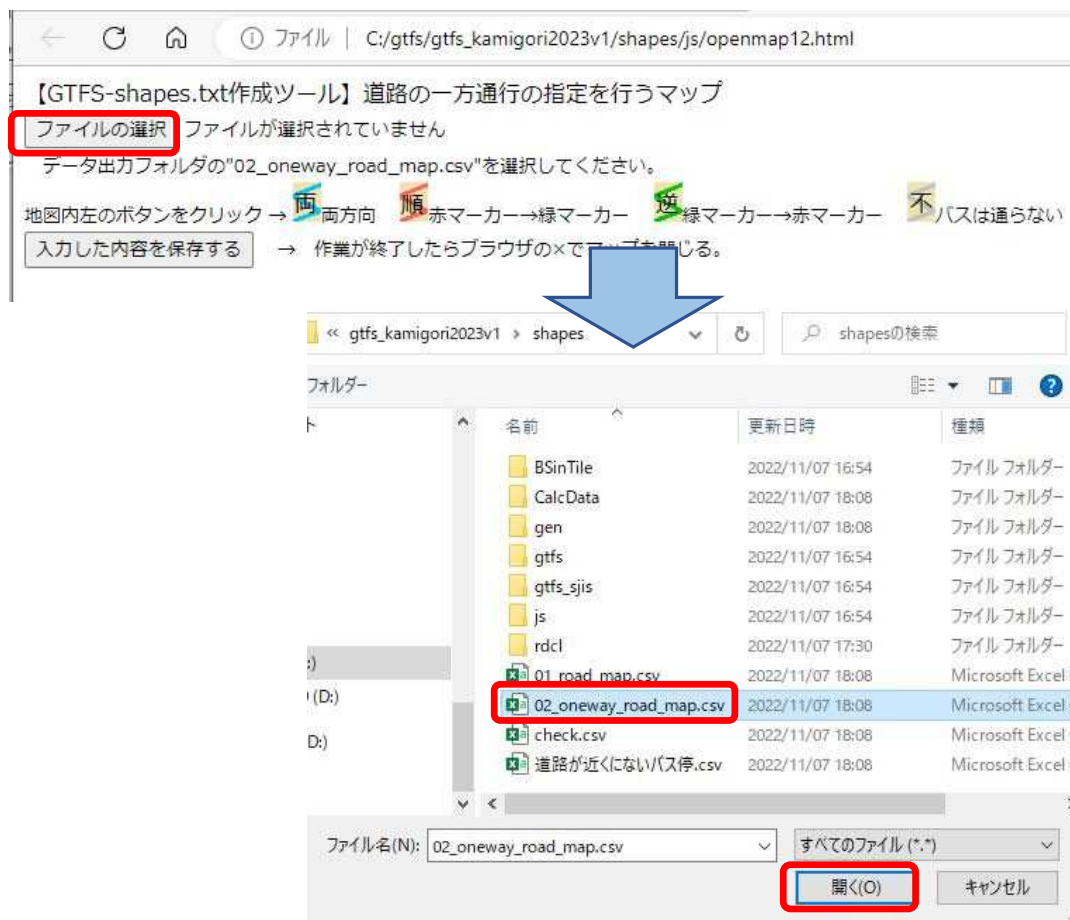 ファイル | C:/gtfs/gtfs_kamigori2023v1/shapes/js/openmap12.html
【GTFS-shapes.txt作成ツール】道路の一方通行の指定を行うマップ
ファイルの選択 ファイルが選択されていません
データ出力フォルダの"02_oneway_road_map.csv"を選択してください。
地図内左のボタンをクリック → 両 両方向 順 赤マーカー→緑マーカー 逆 緑マーカー→赤マーカー 不 バスは通らない
入力した内容を保存する → 作業が終了したらブラウザの×でマップを閉じる。
« gtfs_kamigori2023v1 › shapes shapesの検索
フォルダー
ト 名前 更新日時 種類
BSinTile 2022/11/07 16:54 ファイル フォルダー
CalcData 2022/11/07 18:08 ファイル フォルダー
gen 2022/11/07 18:08 ファイル フォルダー
gtfs 2022/11/07 16:54 ファイル フォルダー
gtfs_sjis 2022/11/07 16:54 ファイル フォルダー
js 2022/11/07 16:54 ファイル フォルダー
rdcl 2022/11/07 17:30 ファイル フォルダー
:) 01_road_map.csv 2022/11/07 18:08 Microsoft Excel
(D:) 02_oneway_road_map.csv 2022/11/07 18:08 Microsoft Excel
D:) check.csv 2022/11/07 18:08 Microsoft Excel
道路が近くにないバス停.csv 2022/11/07 18:08 Microsoft Excel
ファイル名(N): 02_oneway_road_map.csv すべてのファイル (*.*)
開く(O) キャンセル